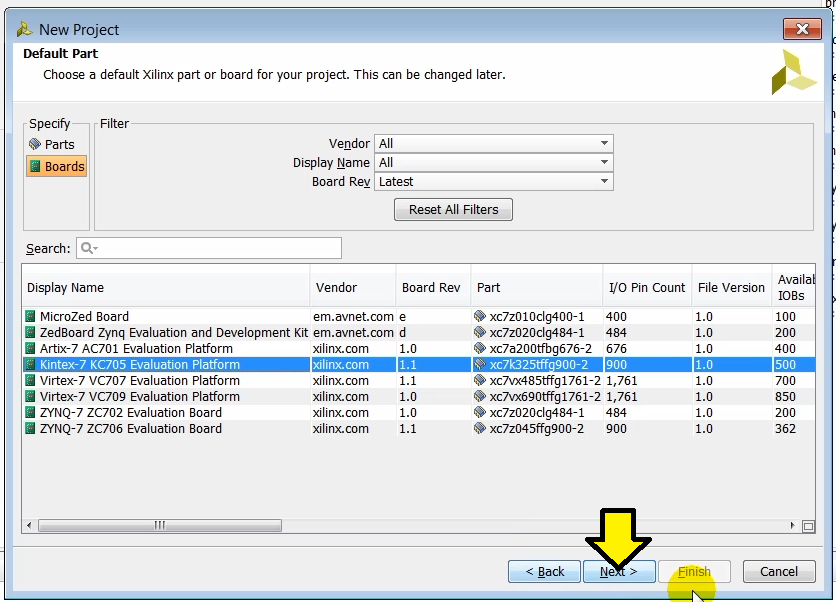 New Project
Default Part
Choose a default Xilinx part or board for your project. This can be changed later.
Specify
Parts
Boards
Filter
Vendor All
Display Name All
Board Rev Latest
Reset All Filters
Search:
Display Name Vendor Board Rev Part I/O Pin Count File Version Availab
IOBs
MicroZed Board em.avnet.com e xc7z010clg400-1 400 1.0 100
ZedBoard Zynq Evaluation and Development Kit em.avnet.com d xc7z020clg484-1 484 1.0 200
Artix-7 AC701 Evaluation Platform xilinx.com 1.0 xc7a200tfbg676-2 676 1.0 400
Kintex-7 KC705 Evaluation Platform xilinx.com 1.1 xc7k325tffg900-2 900 1.0 500
Virtex-7 VC707 Evaluation Platform xilinx.com 1.1 xc7vx485tffg1761-2 1,761 1.0 700
Virtex-7 VC709 Evaluation Platform xilinx.com 1.0 xc7vx690tffg1761-2 1,761 1.0 850
ZYNQ-7 ZC702 Evaluation Board xilinx.com 1.0 xc7z020clg484-1 484 1.0 200
ZYNQ-7 ZC706 Evaluation Board xilinx.com 1.1 xc7z045ffg900-2 900 1.0 362
< Back Next > Finish Cancel